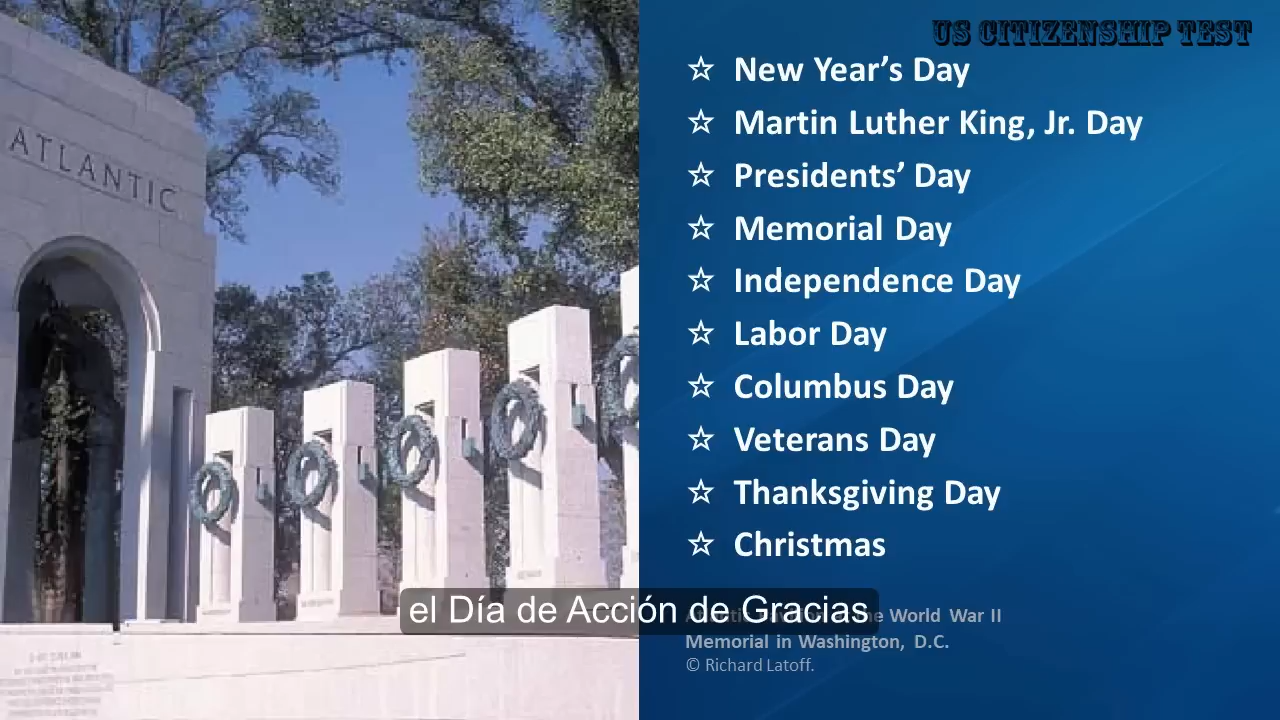 US CITIZENSHIP TEST
ATLANTIC
☆ New Year’s Day
☆ Martin Luther King, Jr. Day
☆ Presidents’ Day
☆ Memorial Day
☆ Independence Day
☆ Labor Day
☆ Columbus Day
☆ Veterans Day
☆ Thanksgiving Day
☆ Christmas
el Día de Acción de Gracias
World War II
Memorial in Washington, D.C.
© Richard Latoff.